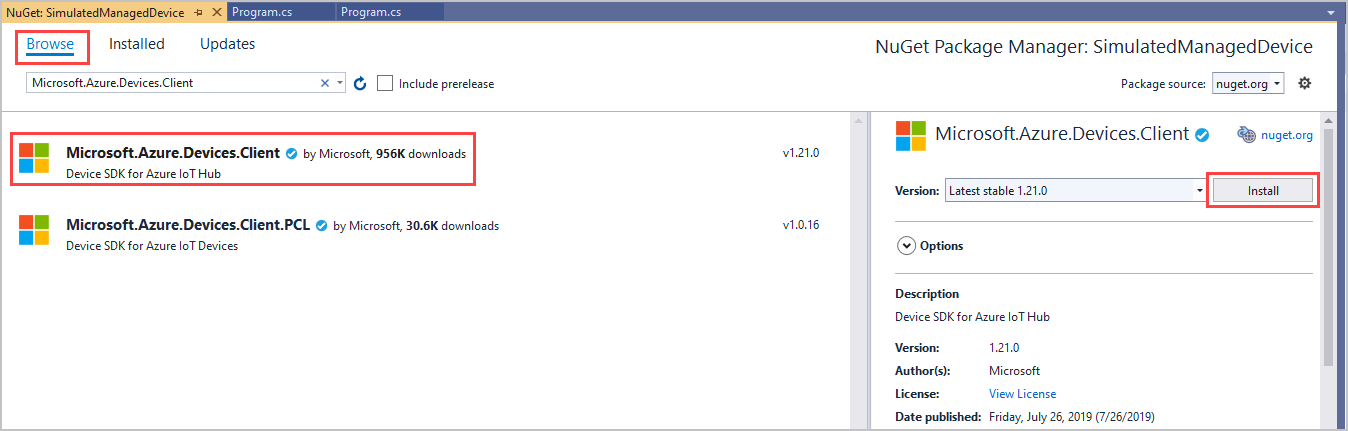 NuGet: SimulatedManagedDevice Program.cs Program.cs
Browse Installed Updates
NuGet Package Manager: SimulatedManagedDevice
Microsoft.Azure.Devices.Client
Include prerelease
Package source: nuget.org
Microsoft.Azure.Devices.Client by Microsoft, 956K downloads v1.21.0
Device SDK for Azure IoT Hub
Microsoft.Azure.Devices.Client.PCL by Microsoft, 30.6K downloads v1.0.16
Device SDK for Azure IoT Devices
Microsoft.Azure.Devices.Client nuget.org
Version: Latest stable 1.21.0 Install
Options
Description
Device SDK for Azure IoT Hub
Version: 1.21.0
Author(s): Microsoft
License: View License
Date published: Friday, July 26, 2019 (7/26/2019)